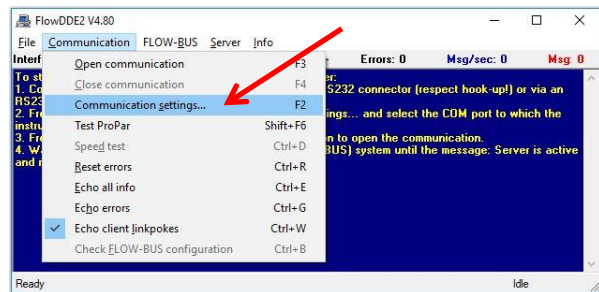 FlowDDE2 V4.80
File Communication FLOW-BUS Server Info
Interf Errors: 0 Msg/sec: 0 Msg: 0
Open communication F3
Close communication F4
Communication settings... F2
Test ProPar Shift+F6
Speed test Ctrl+D
Reset errors Ctrl+R
Echo all info Ctrl+E
Echo errors Ctrl+G
Echo client linkpokes Ctrl+W
Check FLOW-BUS configuration Ctrl+B
To st er:
1. Co S232 connector (respect hook-up!) or via an
RS23
2. Fr ings... and select the COM port to which the
instru
3. Fr n to open the communication.
4. W BUS) system until the message: Server is active
and r
Ready Idle